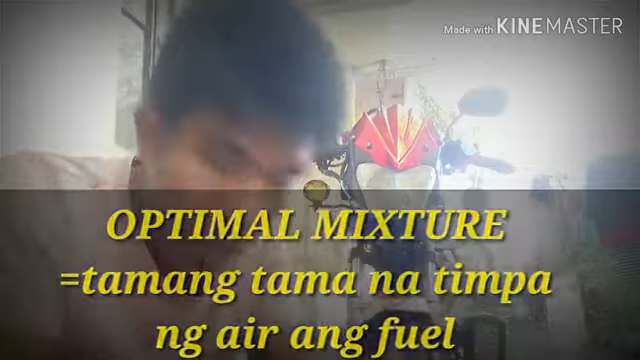 Made with KINEMASTER
OPTIMAL MIXTURE
=tamang tama na timpa
ng air ang fuel